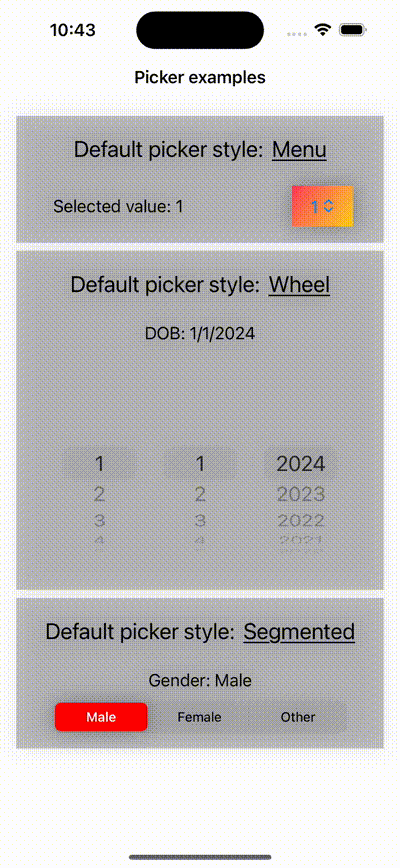 10:43
Picker examples
Default picker style: Menu
Selected value: 1 1
Default picker style: Wheel
DOB: 1/1/2024
1 1 2024
2 2 2023
3 3 2022
4 4 2021
Default picker style: Segmented
Gender: Male
Male Female Other